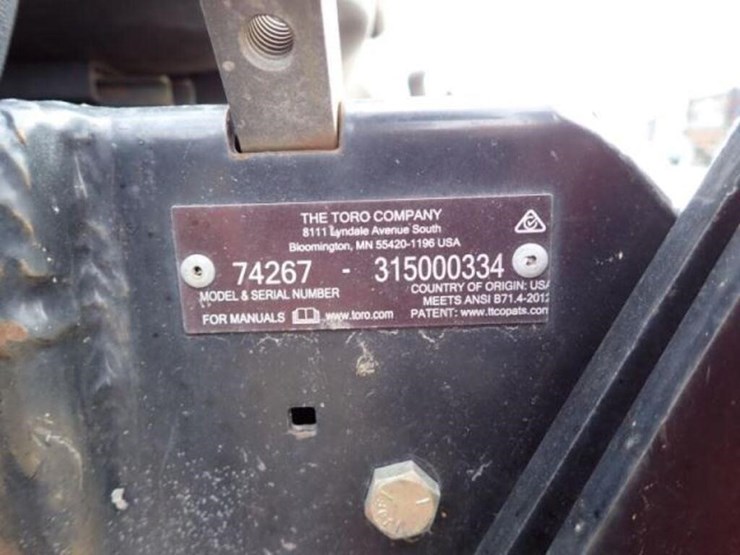 THE TORO COMPANY
8111 Lyndale Avenue South
Bloomington, MN 55420-1196 USA
74267 - 315000334
MODEL & SERIAL NUMBER
COUNTRY OF ORIGIN: USA
MEETS ANSI B71.4-2012
FOR MANUALS www.toro.com
PATENT: www.ttcopats.com